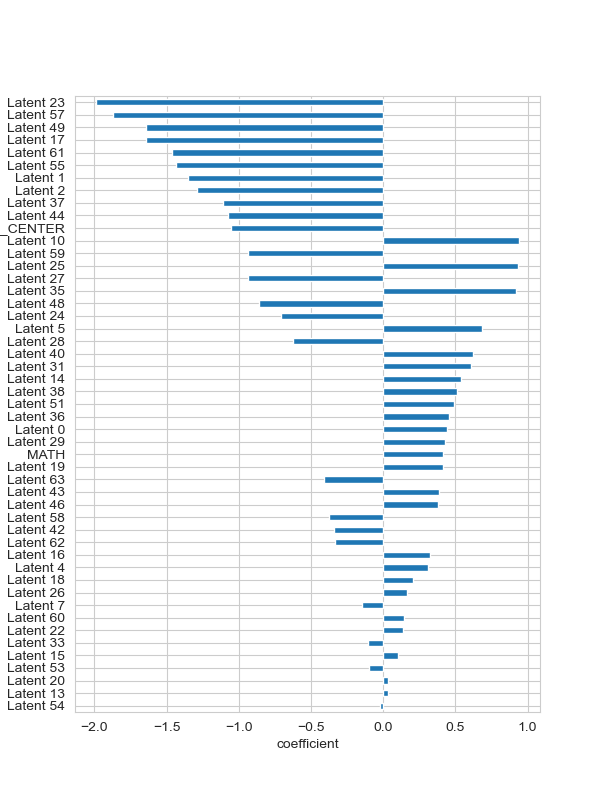 Latent 23
Latent 57
Latent 49
Latent 17
Latent 61
Latent 55
Latent 1
Latent 2
Latent 37
Latent 44
_CENTER
Latent 10
Latent 59
Latent 25
Latent 27
Latent 35
Latent 48
Latent 24
Latent 5
Latent 28
Latent 40
Latent 31
Latent 14
Latent 38
Latent 51
Latent 36
Latent 0
Latent 29
MATH
Latent 19
Latent 63
Latent 43
Latent 46
Latent 58
Latent 42
Latent 62
Latent 16
Latent 4
Latent 18
Latent 26
Latent 7
Latent 60
Latent 22
Latent 33
Latent 15
Latent 53
Latent 20
Latent 13
Latent 54
−2.0 −1.5 −1.0 −0.5 0.0 0.5 1.0
coefficient